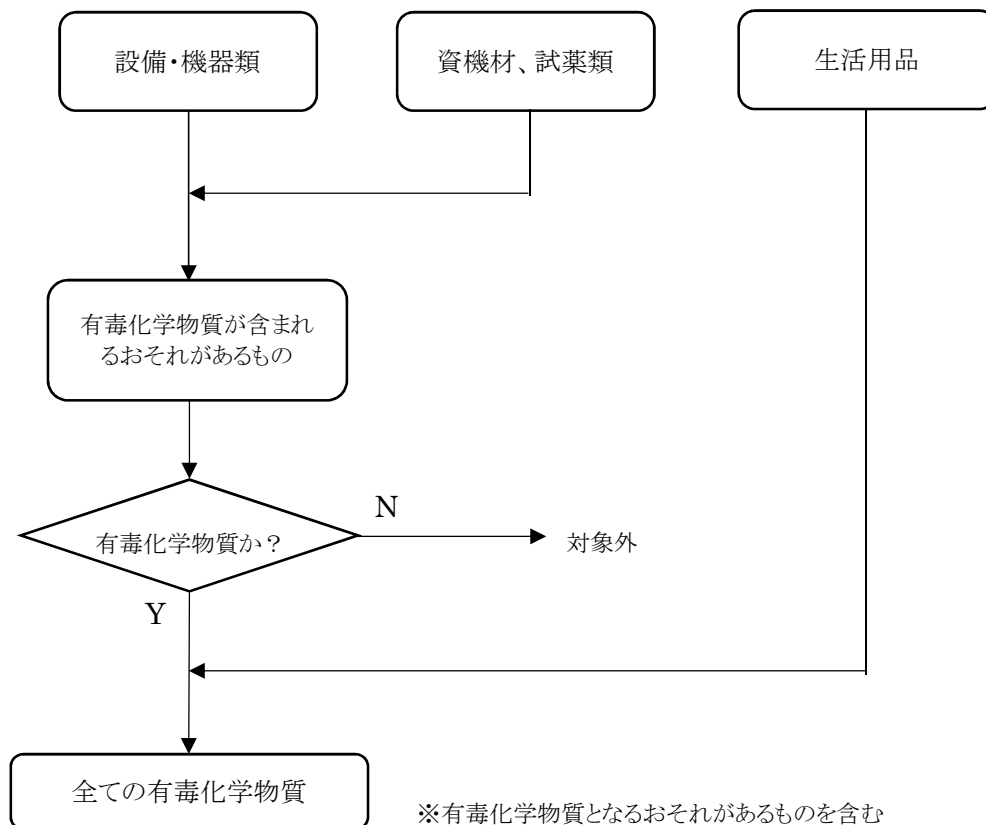 設備・機器類
資機材、試薬類
生活用品
有毒化学物質が含まれ
るおそれがあるもの
有毒化学物質か？
N
対象外
Y
全ての有毒化学物質
※有毒化学物質となるおそれがあるものを含む